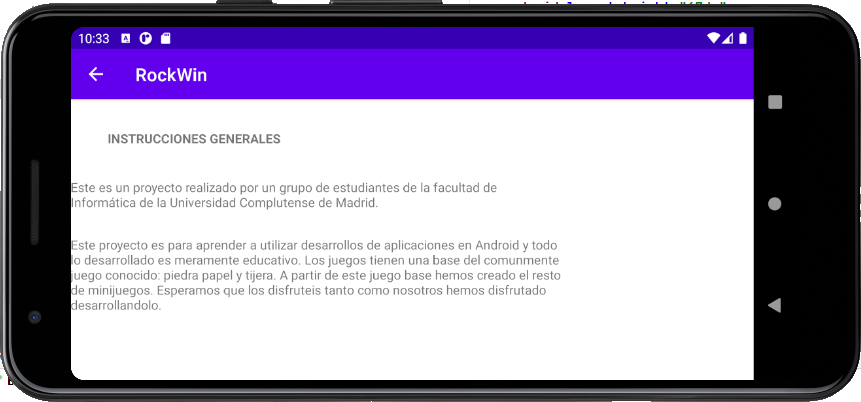 10:33
RockWin
INSTRUCCIONES GENERALES
Este es un proyecto realizado por un grupo de estudiantes de la facultad de
Informática de la Universidad Complutense de Madrid.
Este proyecto es para aprender a utilizar desarrollos de aplicaciones en Android y todo
lo desarrollado es meramente educativo. Los juegos tienen una base del comunmente
juego conocido: piedra papel y tijera. A partir de este juego base hemos creado el resto
de minijuegos. Esperamos que los disfruteis tanto como nosotros hemos disfrutado
desarrollandolo.